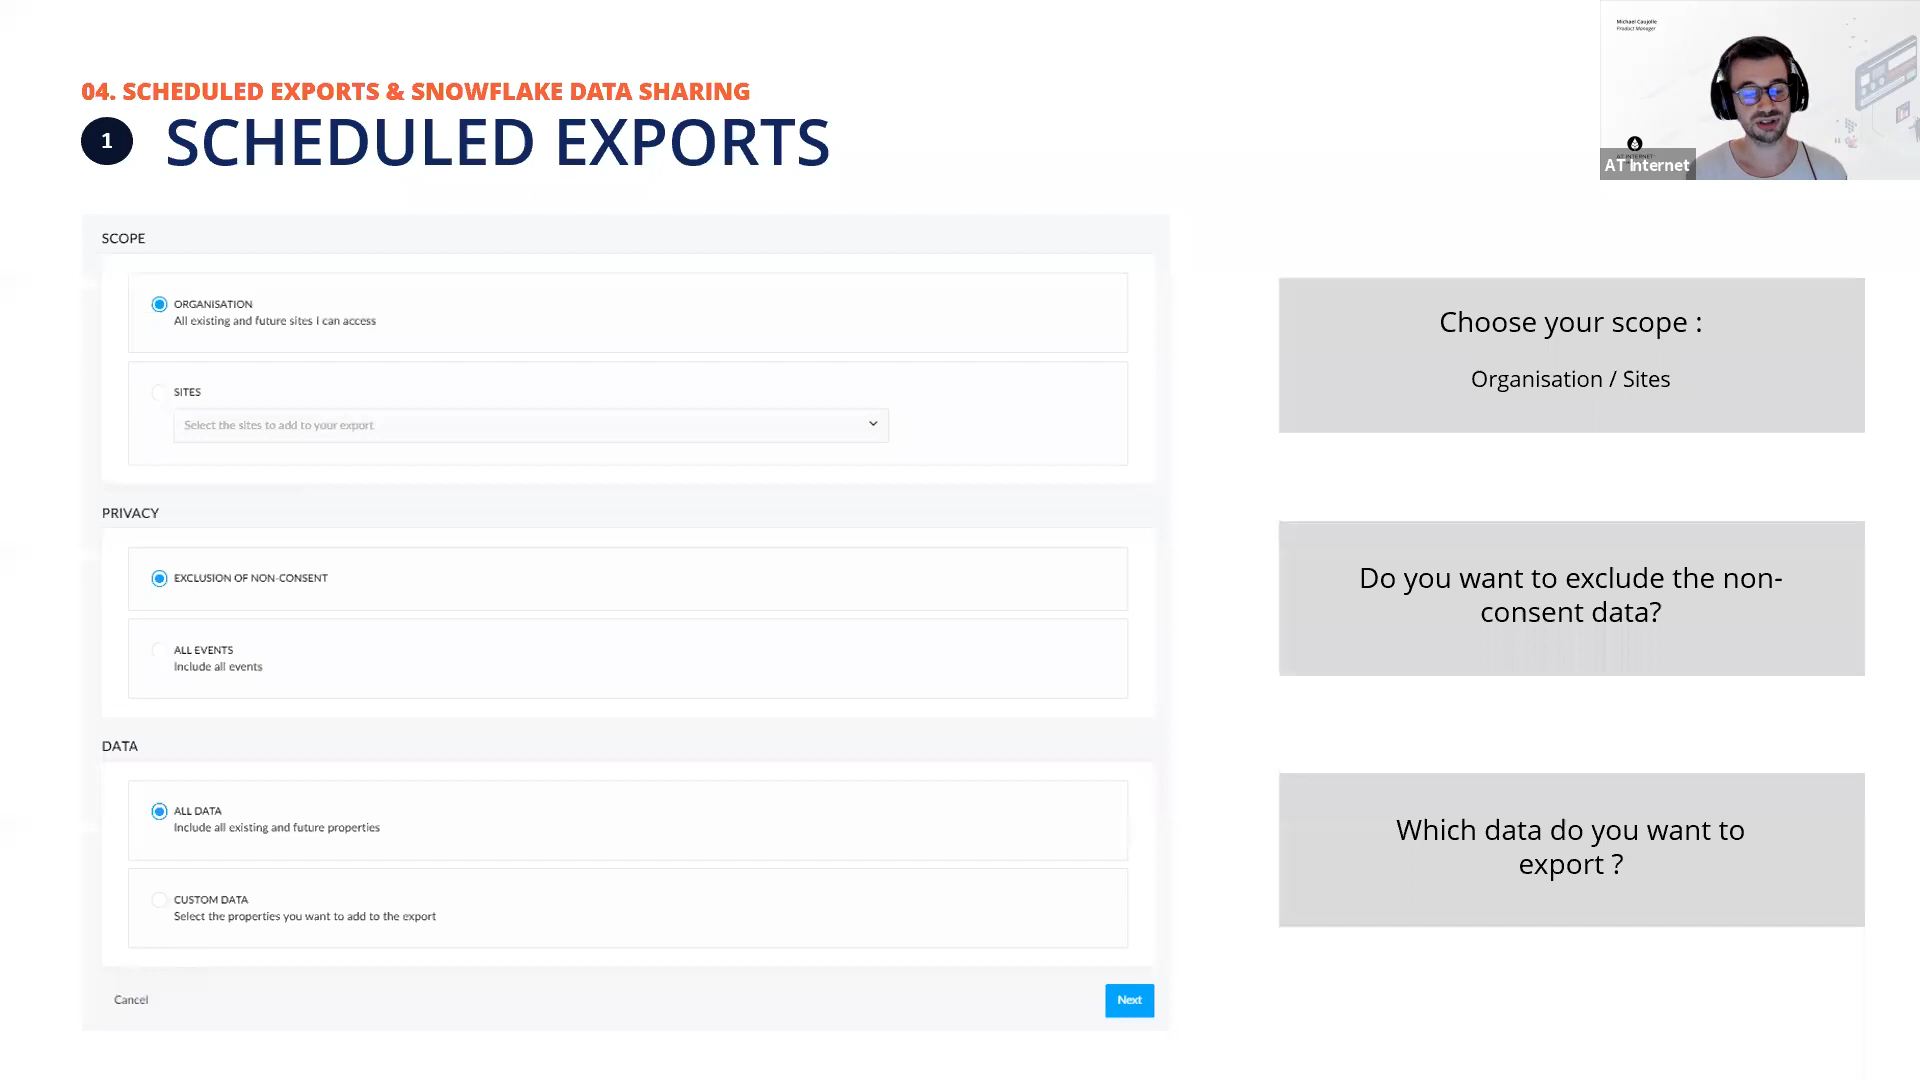 04. SCHEDULED EXPORTS & SNOWFLAKE DATA SHARING
1 SCHEDULED EXPORTS
Michael Caujolle
Product Manager
AT Internet
SCOPE
ORGANISATION
All existing and future sites I can access
SITES
Select the sites to add to your export
Choose your scope :
Organisation / Sites
PRIVACY
EXCLUSION OF NON-CONSENT
ALL EVENTS
Include all events
Do you want to exclude the non-
consent data?
DATA
ALL DATA
Include all existing and future properties
CUSTOM DATA
Select the properties you want to add to the export
Which data do you want to
export ?
Cancel
Next